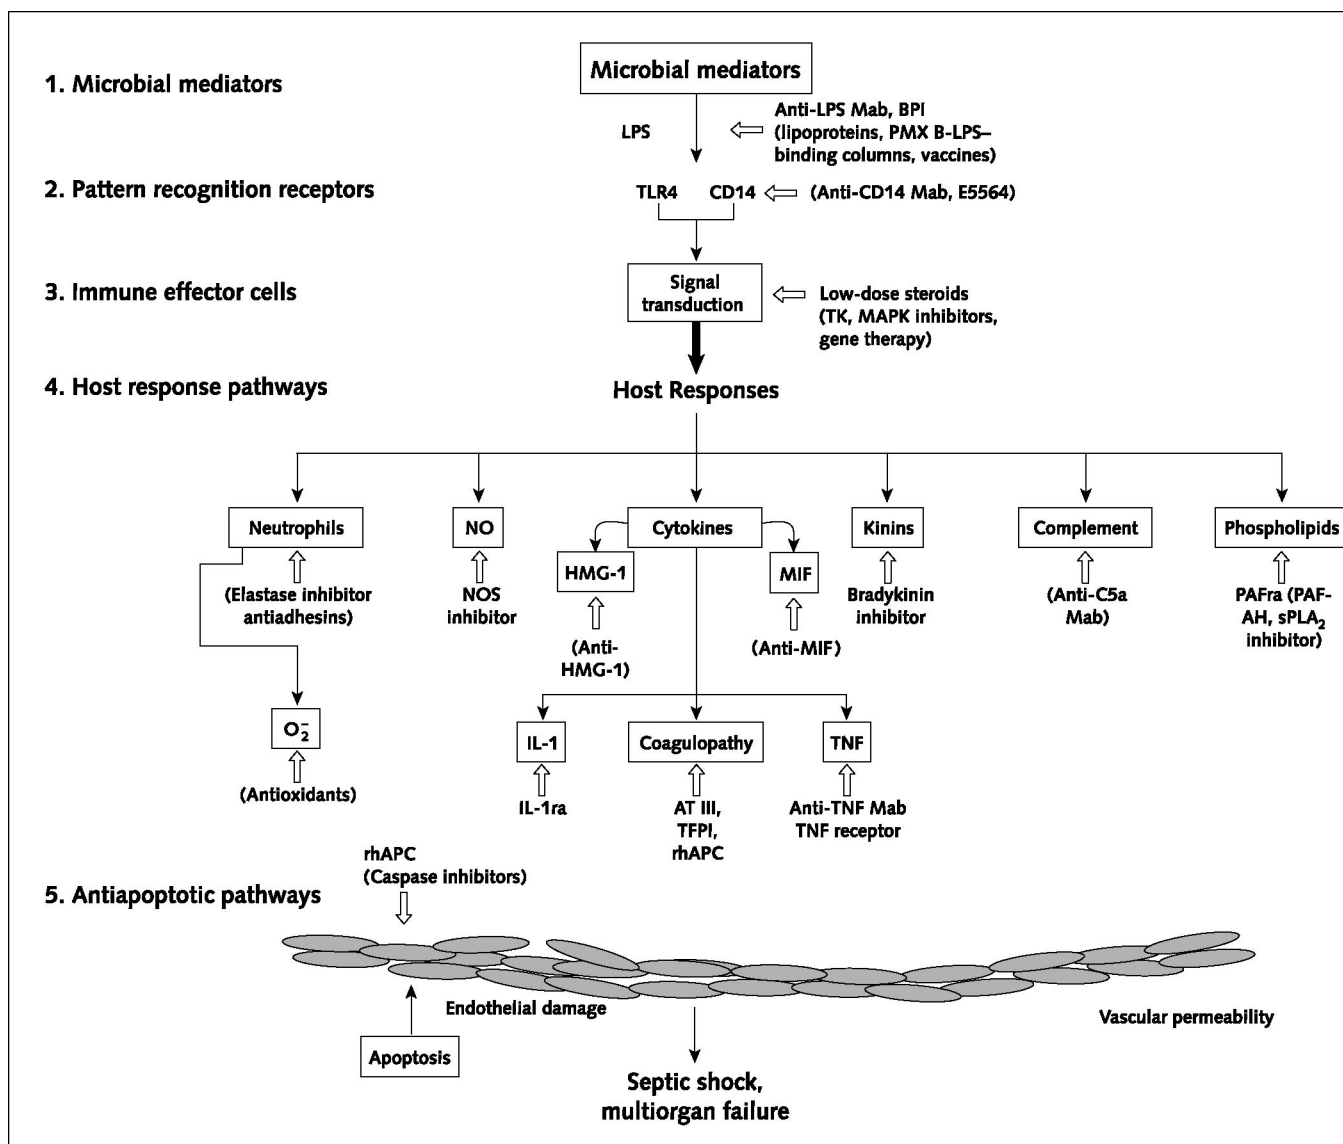 Microbial mediators
1. Microbial mediators
Anti-LPS Mab, BPI
LPS
(lipoproteins, PMX B-LPS–
binding columns, vaccines)
2. Pattern recognition receptors
TLR4
CD14
(Anti-CD14 Mab, E5564)
3. Immune effector cells
Signal
transduction
Low-dose steroids
(TK, MAPK inhibitors,
gene therapy)
4. Host response pathways
Host Responses
Neutrophils
NO
Cytokines
Kinins
Complement
Phospholipids
HMG-1
MIF
(Elastase inhibitor
antiadhesins)
NOS
inhibitor
Bradykinin
inhibitor
(Anti-C5a
Mab)
PAFra (PAF-
AH, sPLA₂
inhibitor)
(Anti-
HMG-1)
(Anti-MIF)
O₂⁻
IL-1
Coagulopathy
TNF
(Antioxidants)
IL-1ra
AT III,
TFPI,
rhAPC
Anti-TNF Mab
TNF receptor
rhAPC
(Caspase inhibitors)
5. Antiapoptotic pathways
Endothelial damage
Vascular permeability
Apoptosis
Septic shock,
multiorgan failure